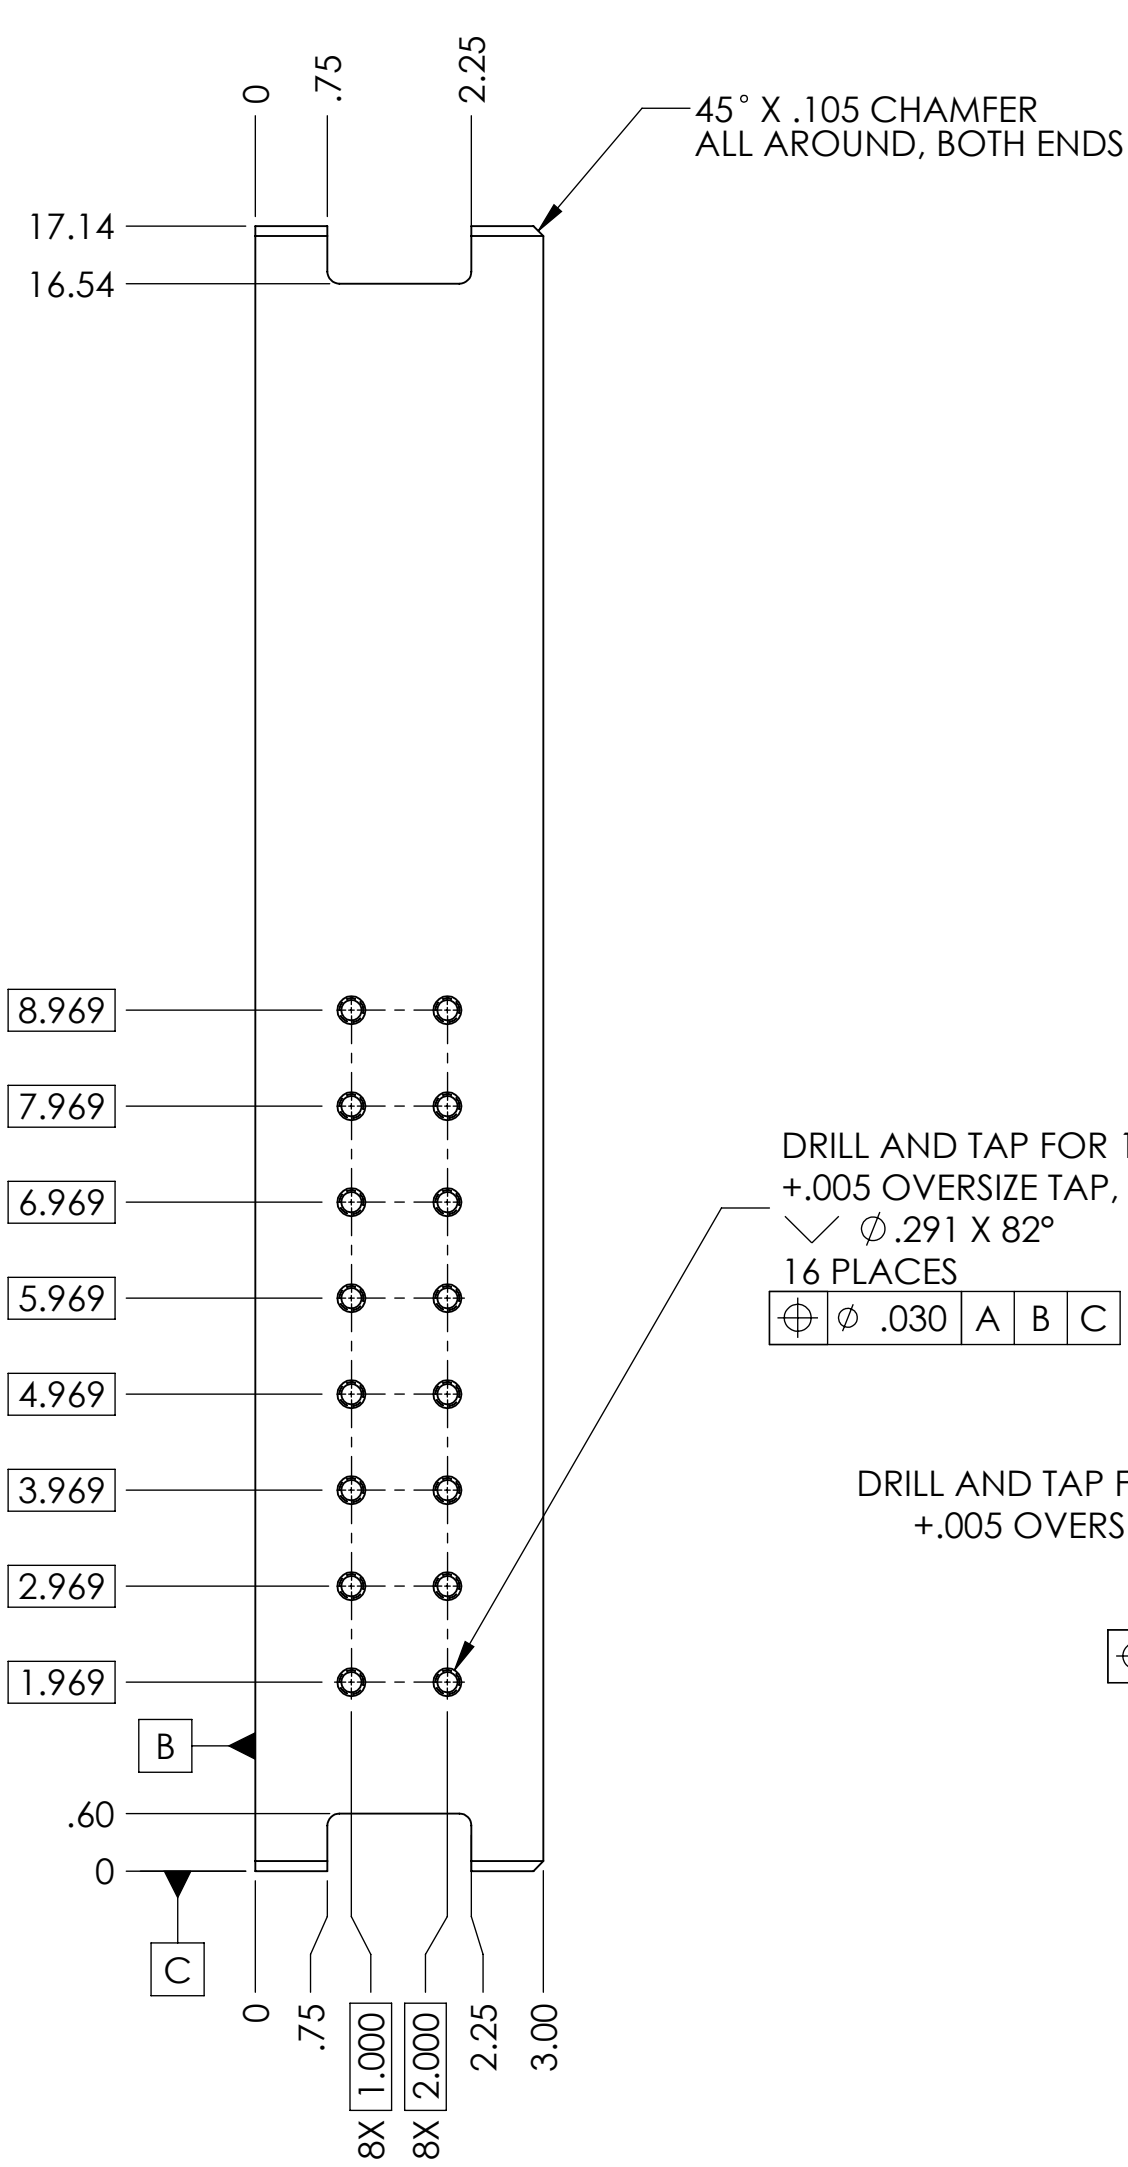 0
.75
2.25
45° X .105 CHAMFER
ALL AROUND, BOTH ENDS
17.14
16.54
8.969
7.969
6.969
5.969
4.969
3.969
2.969
1.969
DRILL AND TAP FOR 1
+.005 OVERSIZE TAP,
⌵ ⌀.291 X 82°
16 PLACES
⌖ ⌀ .030 A B C
DRILL AND TAP F
+.005 OVERS
B
.60
0
C
0
.75
8X 1.000
8X 2.000
2.25
3.00